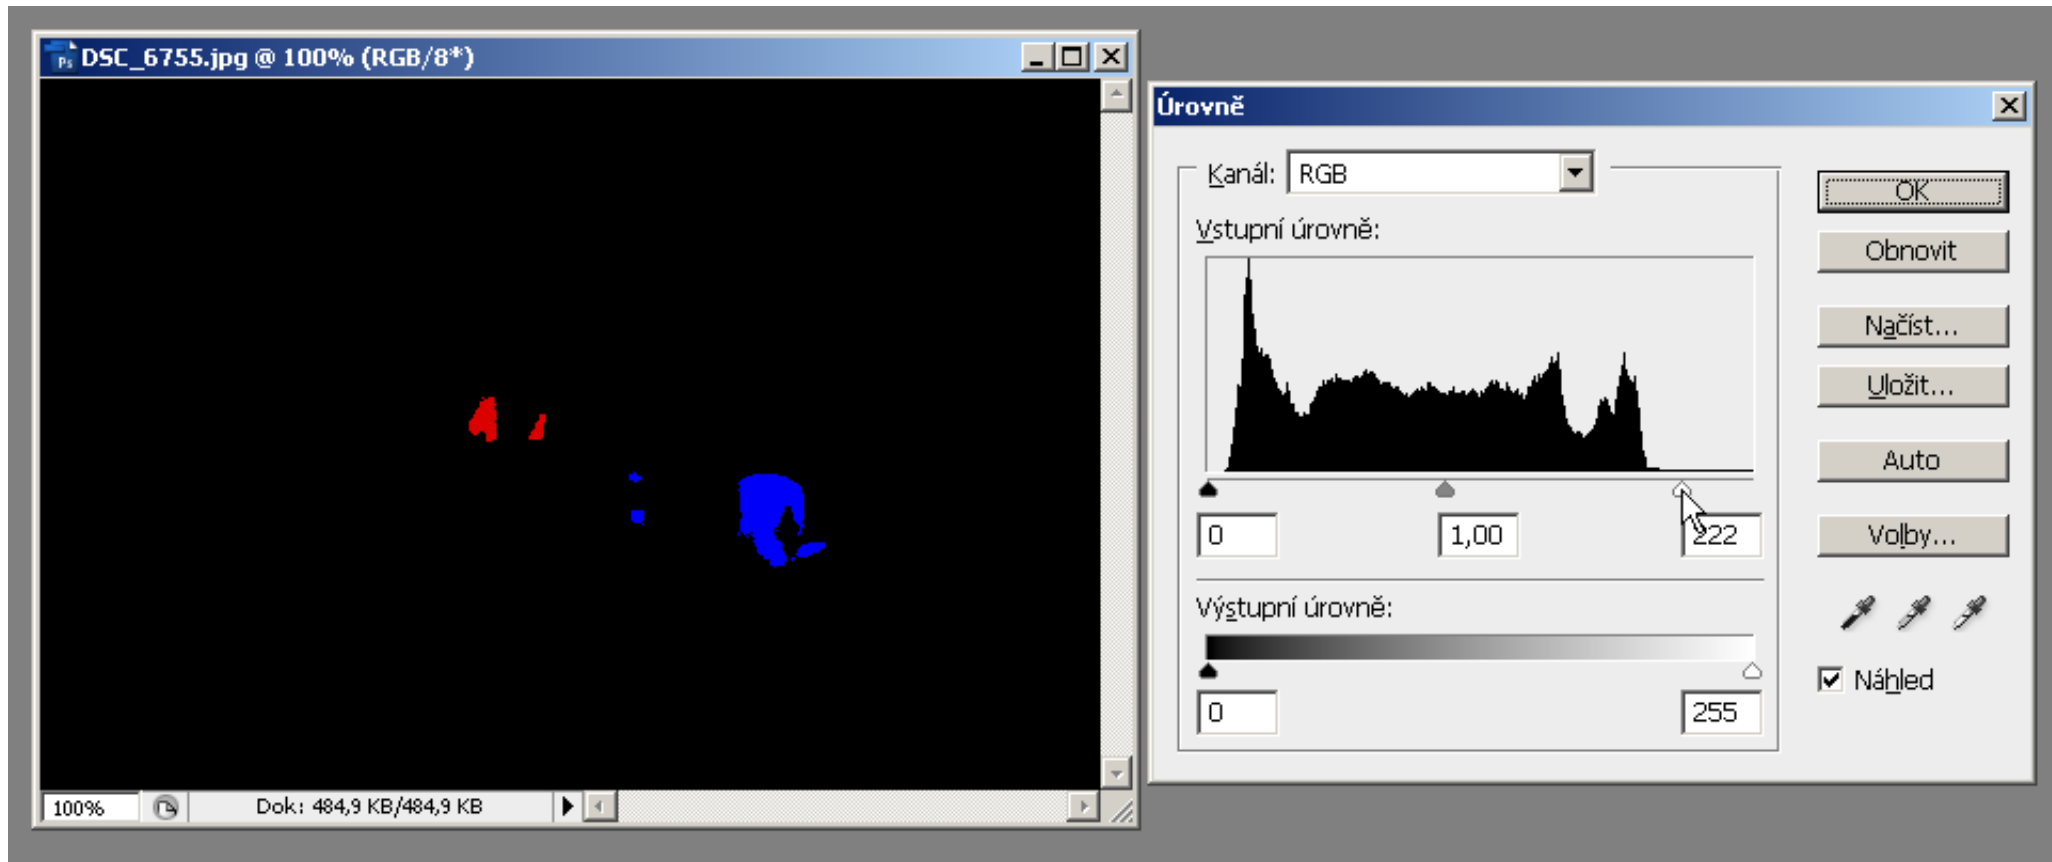 Ps DSC_6755.jpg @ 100% (RGB/8*)
100%
Dok: 484,9 KB/484,9 KB
Úrovně
Kanál: RGB
Vstupní úrovně:
0 1,00 222
Výstupní úrovně:
0 255
OK
Obnovit
Načíst...
Uložit...
Auto
Volby...
Náhled